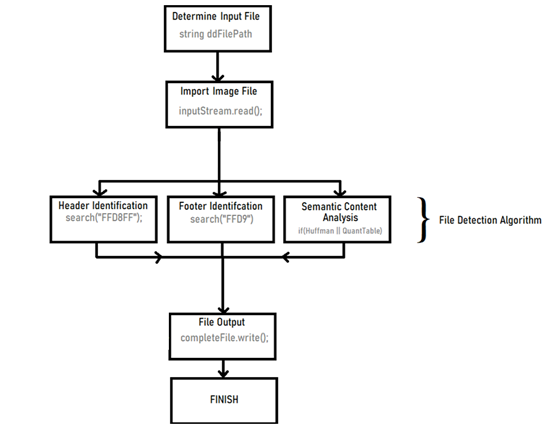 Determine Input File
string ddFilePath
Import Image File
inputStream.read();
Header Identification
search("FFD8FF");
Footer Identifcation
search("FFD9")
Semantic Content
Analysis
if(Huffman || QuantTable)
File Detection Algorithm
File Output
completeFile.write();
FINISH